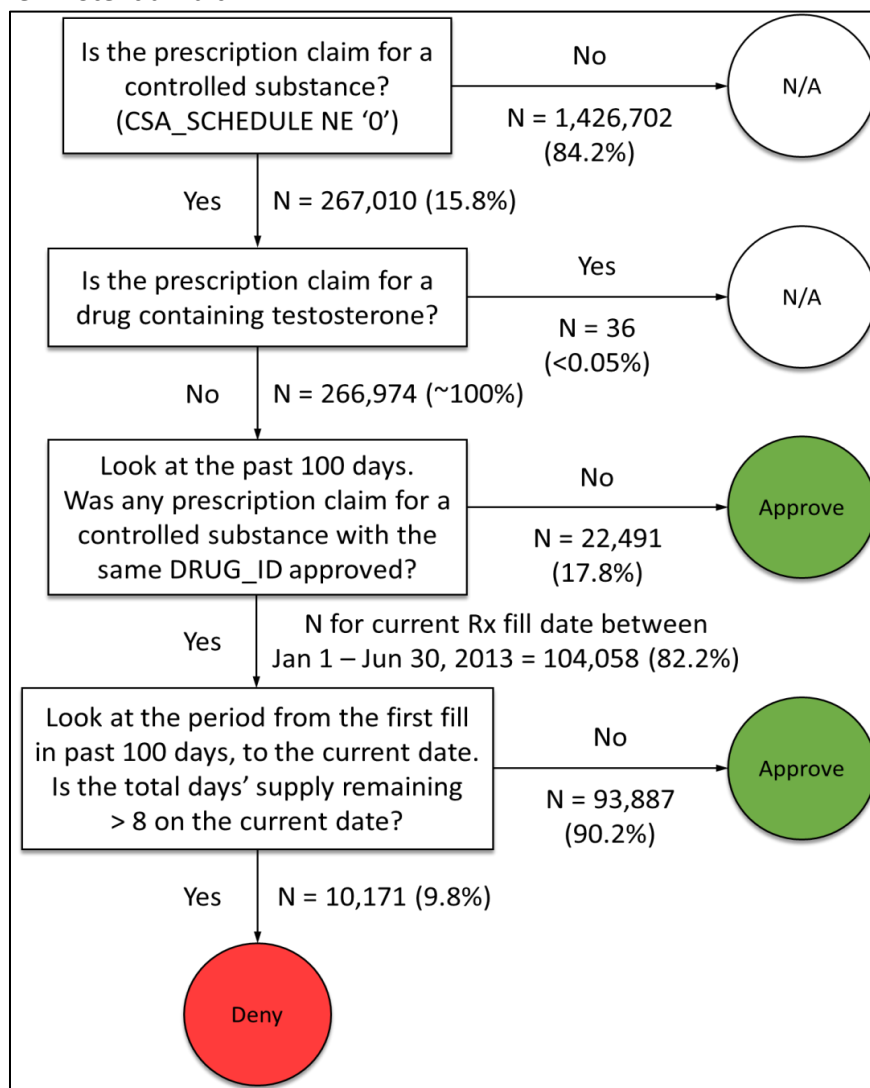 Is the prescription claim for a
controlled substance?
(CSA_SCHEDULE NE ‘0’)
No
N = 1,426,702
(84.2%)
N/A
Yes
N = 267,010 (15.8%)
Is the prescription claim for a
drug containing testosterone?
Yes
N = 36
(<0.05%)
N/A
No
N = 266,974 (~100%)
Look at the past 100 days.
Was any prescription claim for a
controlled substance with the
same DRUG_ID approved?
No
N = 22,491
(17.8%)
Approve
Yes
N for current Rx fill date between
Jan 1 – Jun 30, 2013 = 104,058 (82.2%)
Look at the period from the first fill
in past 100 days, to the current date.
Is the total days’ supply remaining
> 8 on the current date?
No
N = 93,887
(90.2%)
Approve
Yes
N = 10,171 (9.8%)
Deny